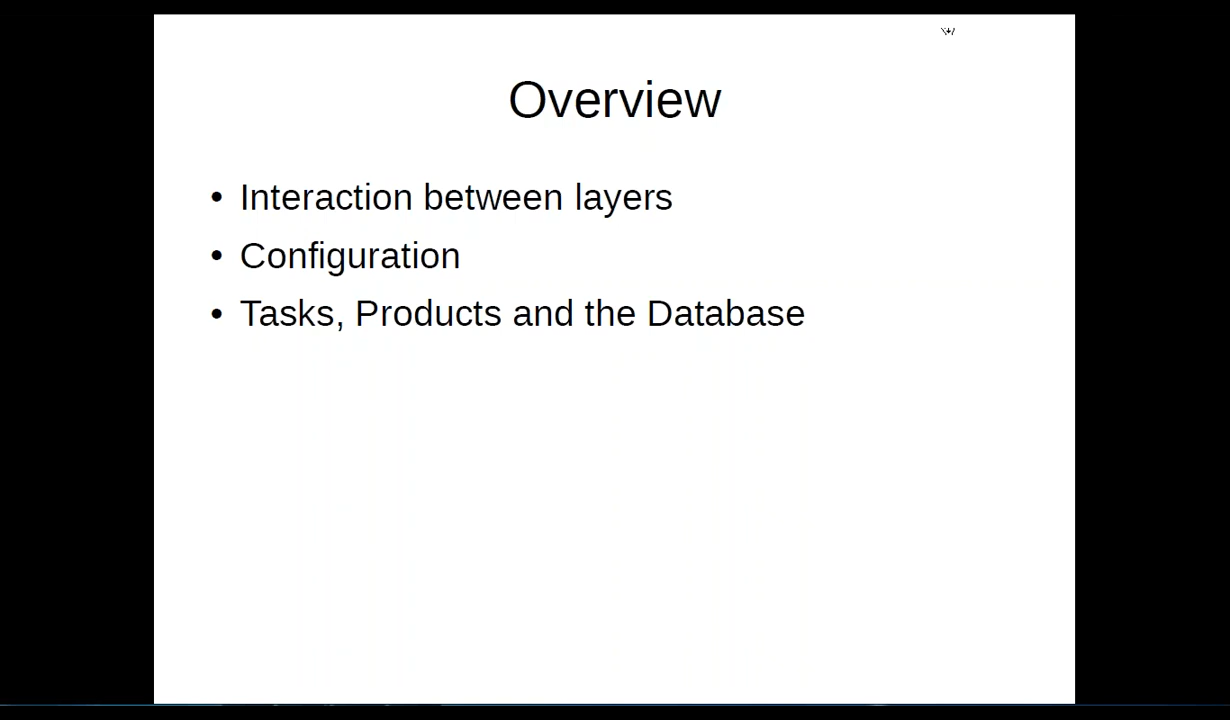 Overview
• Interaction between layers
• Configuration
• Tasks, Products and the Database